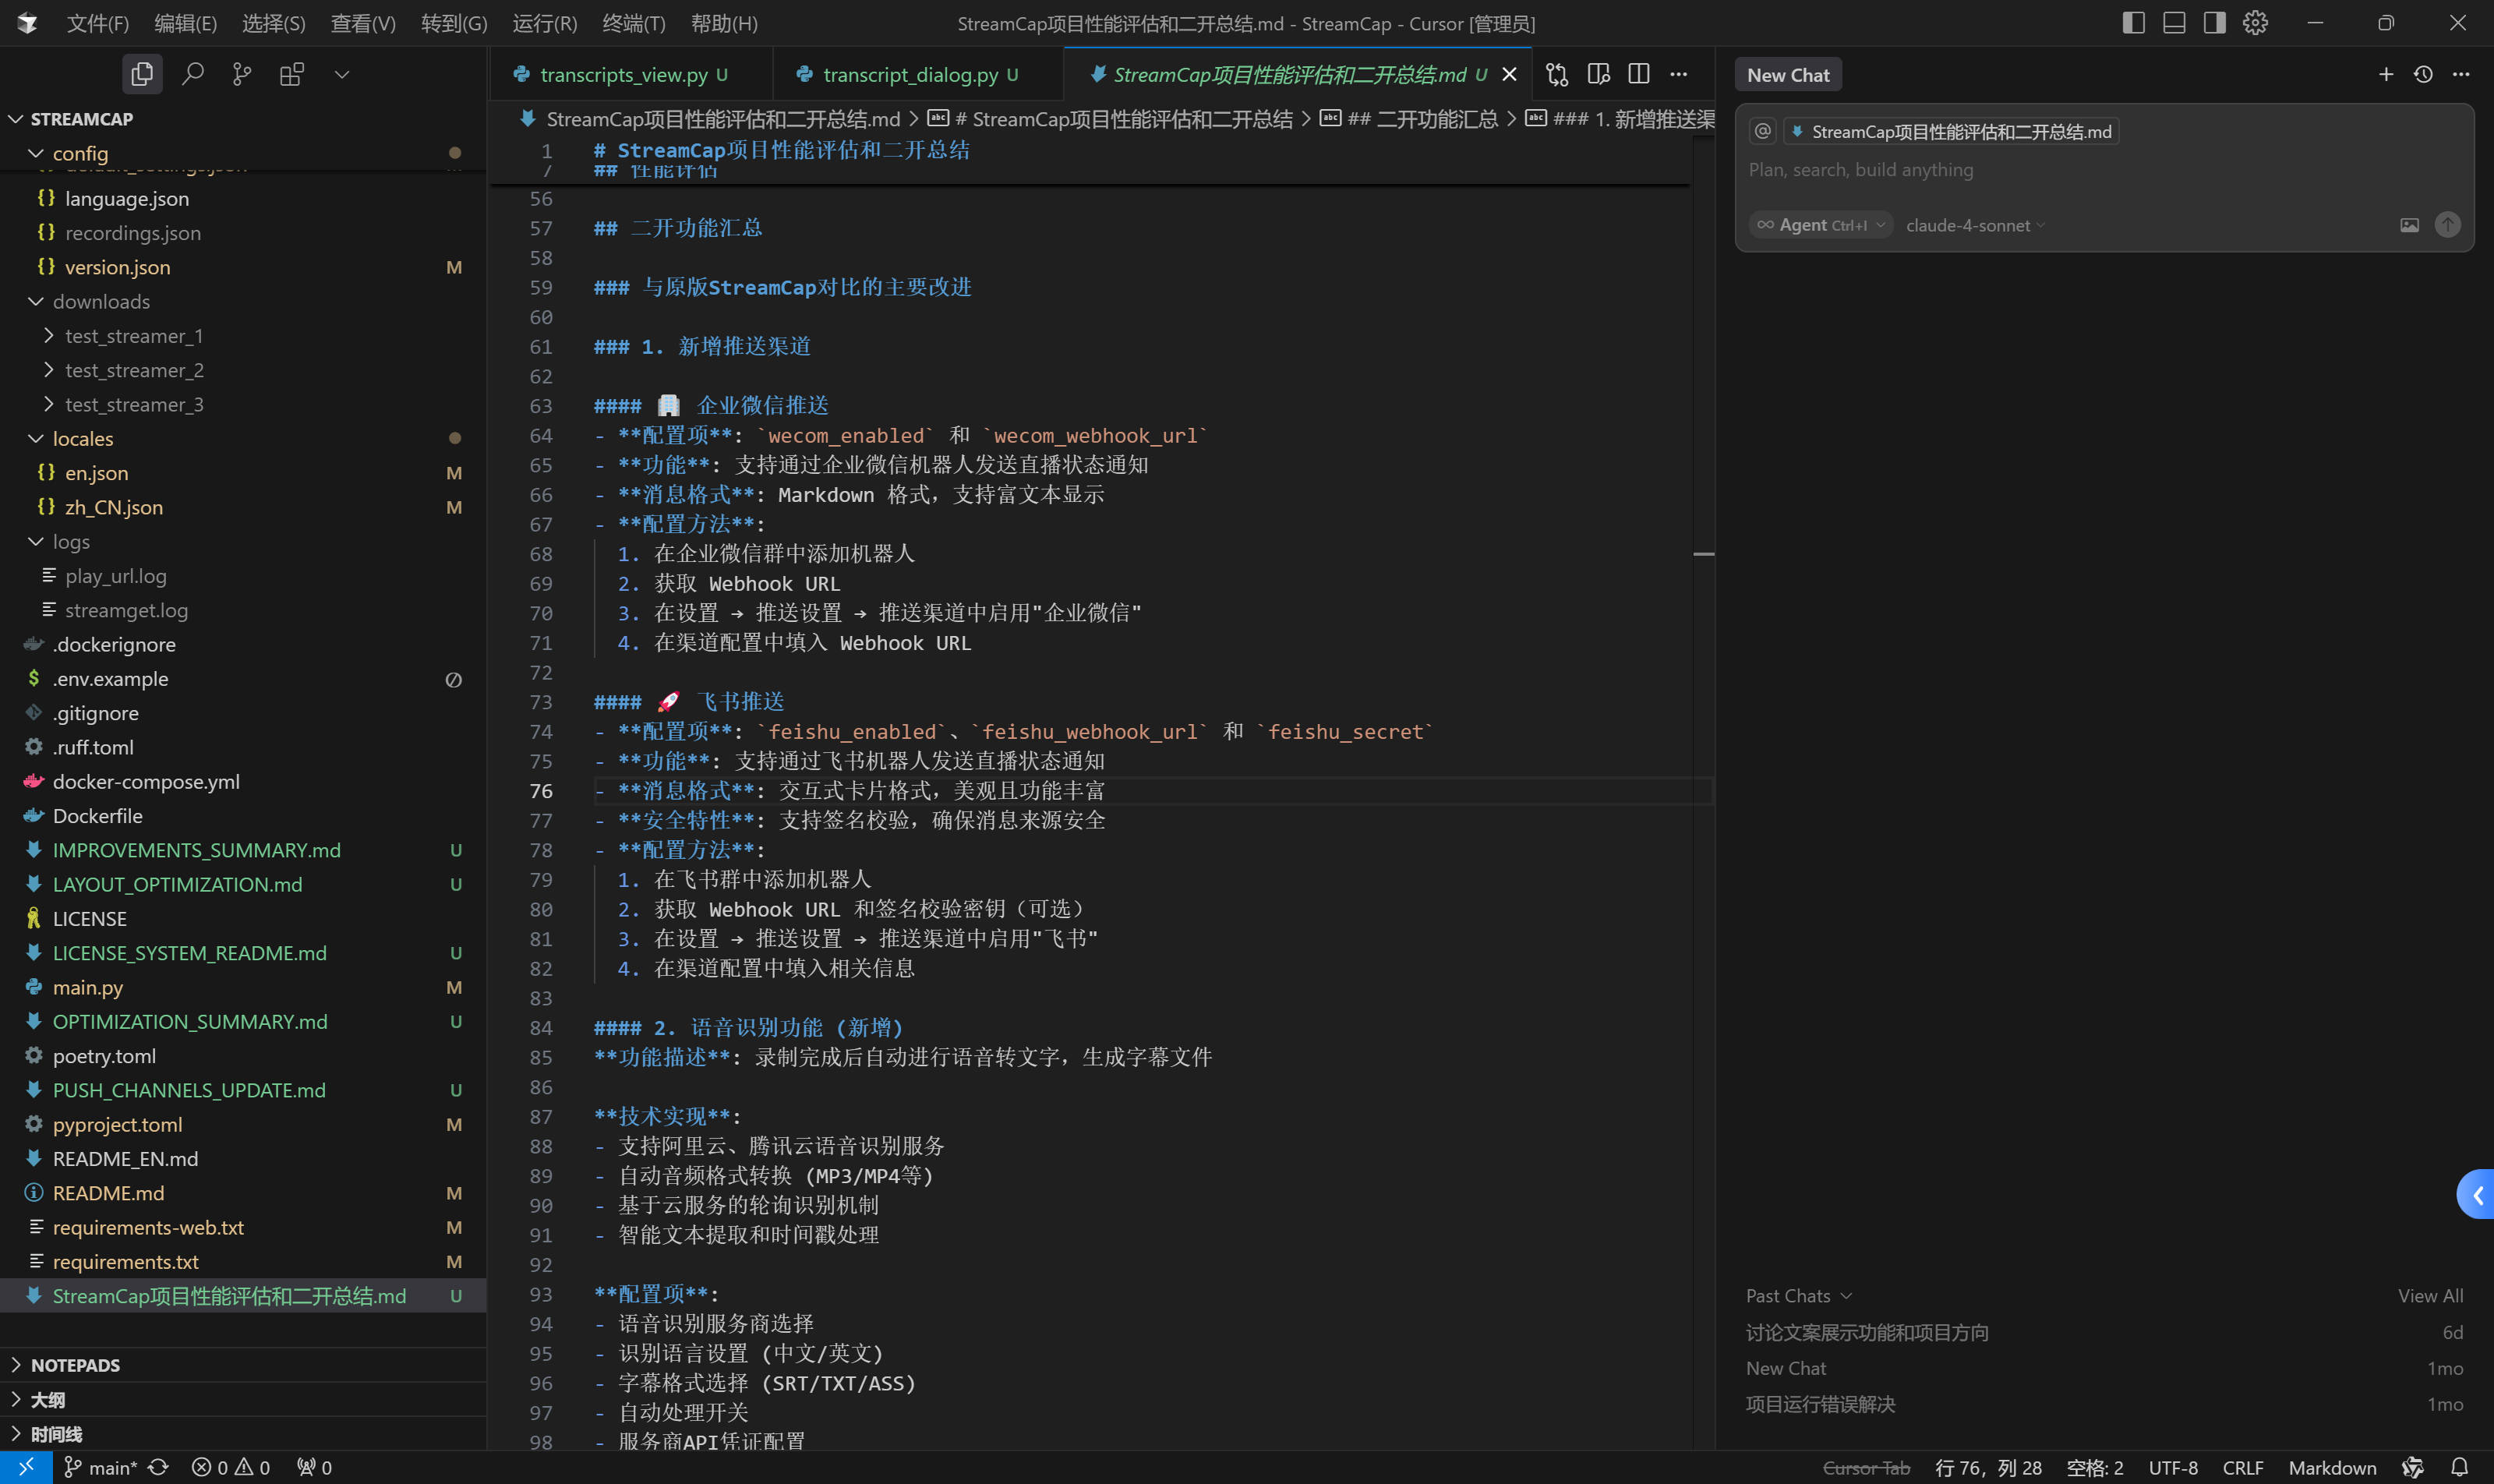 文件(F) 编辑(E) 选择(S) 查看(V) 转到(G) 运行(R) 终端(T) 帮助(H) StreamCap项目性能评估和二开总结.md - StreamCap - Cursor [管理员]
STREAMCAP
config
language.json
recordings.json
version.json M
downloads
test_streamer_1
test_streamer_2
test_streamer_3
locales
en.json M
zh_CN.json M
logs
play_url.log
streamget.log
.dockerignore
.env.example
.gitignore
.ruff.toml
docker-compose.yml
Dockerfile
IMPROVEMENTS_SUMMARY.md U
LAYOUT_OPTIMIZATION.md U
LICENSE
LICENSE_SYSTEM_README.md U
main.py M
OPTIMIZATION_SUMMARY.md U
poetry.toml
PUSH_CHANNELS_UPDATE.md U
pyproject.toml M
README_EN.md
README.md M
requirements-web.txt M
requirements.txt M
StreamCap项目性能评估和二开总结.md U
NOTEPADS
大纲
时间线
transcripts_view.py U transcript_dialog.py U StreamCap项目性能评估和二开总结.md U
StreamCap项目性能评估和二开总结.md > # StreamCap项目性能评估和二开总结 > ## 二开功能汇总 > ### 1. 新增推送渠
1 # StreamCap项目性能评估和二开总结
7 ## 性能评估
56
57 ## 二开功能汇总
58
59 ### 与原版StreamCap对比的主要改进
60
61 ### 1. 新增推送渠道
62
63 #### 🏢 企业微信推送
64 - **配置项**: `wecom_enabled` 和 `wecom_webhook_url`
65 - **功能**: 支持通过企业微信机器人发送直播状态通知
66 - **消息格式**: Markdown 格式，支持富文本显示
67 - **配置方法**:
68 1. 在企业微信群中添加机器人
69 2. 获取 Webhook URL
70 3. 在设置 → 推送设置 → 推送渠道中启用"企业微信"
71 4. 在渠道配置中填入 Webhook URL
72
73 #### 🚀 飞书推送
74 - **配置项**: `feishu_enabled`、`feishu_webhook_url` 和 `feishu_secret`
75 - **功能**: 支持通过飞书机器人发送直播状态通知
76 - **消息格式**: 交互式卡片格式，美观且功能丰富
77 - **安全特性**: 支持签名校验，确保消息来源安全
78 - **配置方法**:
79 1. 在飞书群中添加机器人
80 2. 获取 Webhook URL 和签名校验密钥（可选）
81 3. 在设置 → 推送设置 → 推送渠道中启用"飞书"
82 4. 在渠道配置中填入相关信息
83
84 #### 2. 语音识别功能 (新增)
85 **功能描述**: 录制完成后自动进行语音转文字，生成字幕文件
86
87 **技术实现**:
88 - 支持阿里云、腾讯云语音识别服务
89 - 自动音频格式转换 (MP3/MP4等)
90 - 基于云服务的轮询识别机制
91 - 智能文本提取和时间戳处理
92
93 **配置项**:
94 - 语音识别服务商选择
95 - 识别语言设置 (中文/英文)
96 - 字幕格式选择 (SRT/TXT/ASS)
97 - 自动处理开关
98 - 服务商API凭证配置
New Chat
@ StreamCap项目性能评估和二开总结.md
Plan, search, build anything
Agent Ctrl+I claude-4-sonnet
Past Chats View All
讨论文案展示功能和项目方向 6d
New Chat 1mo
项目运行错误解决 1mo
main* 0 0 0 Cursor Tab 行 76，列 28 空格: 2 UTF-8 CRLF Markdown